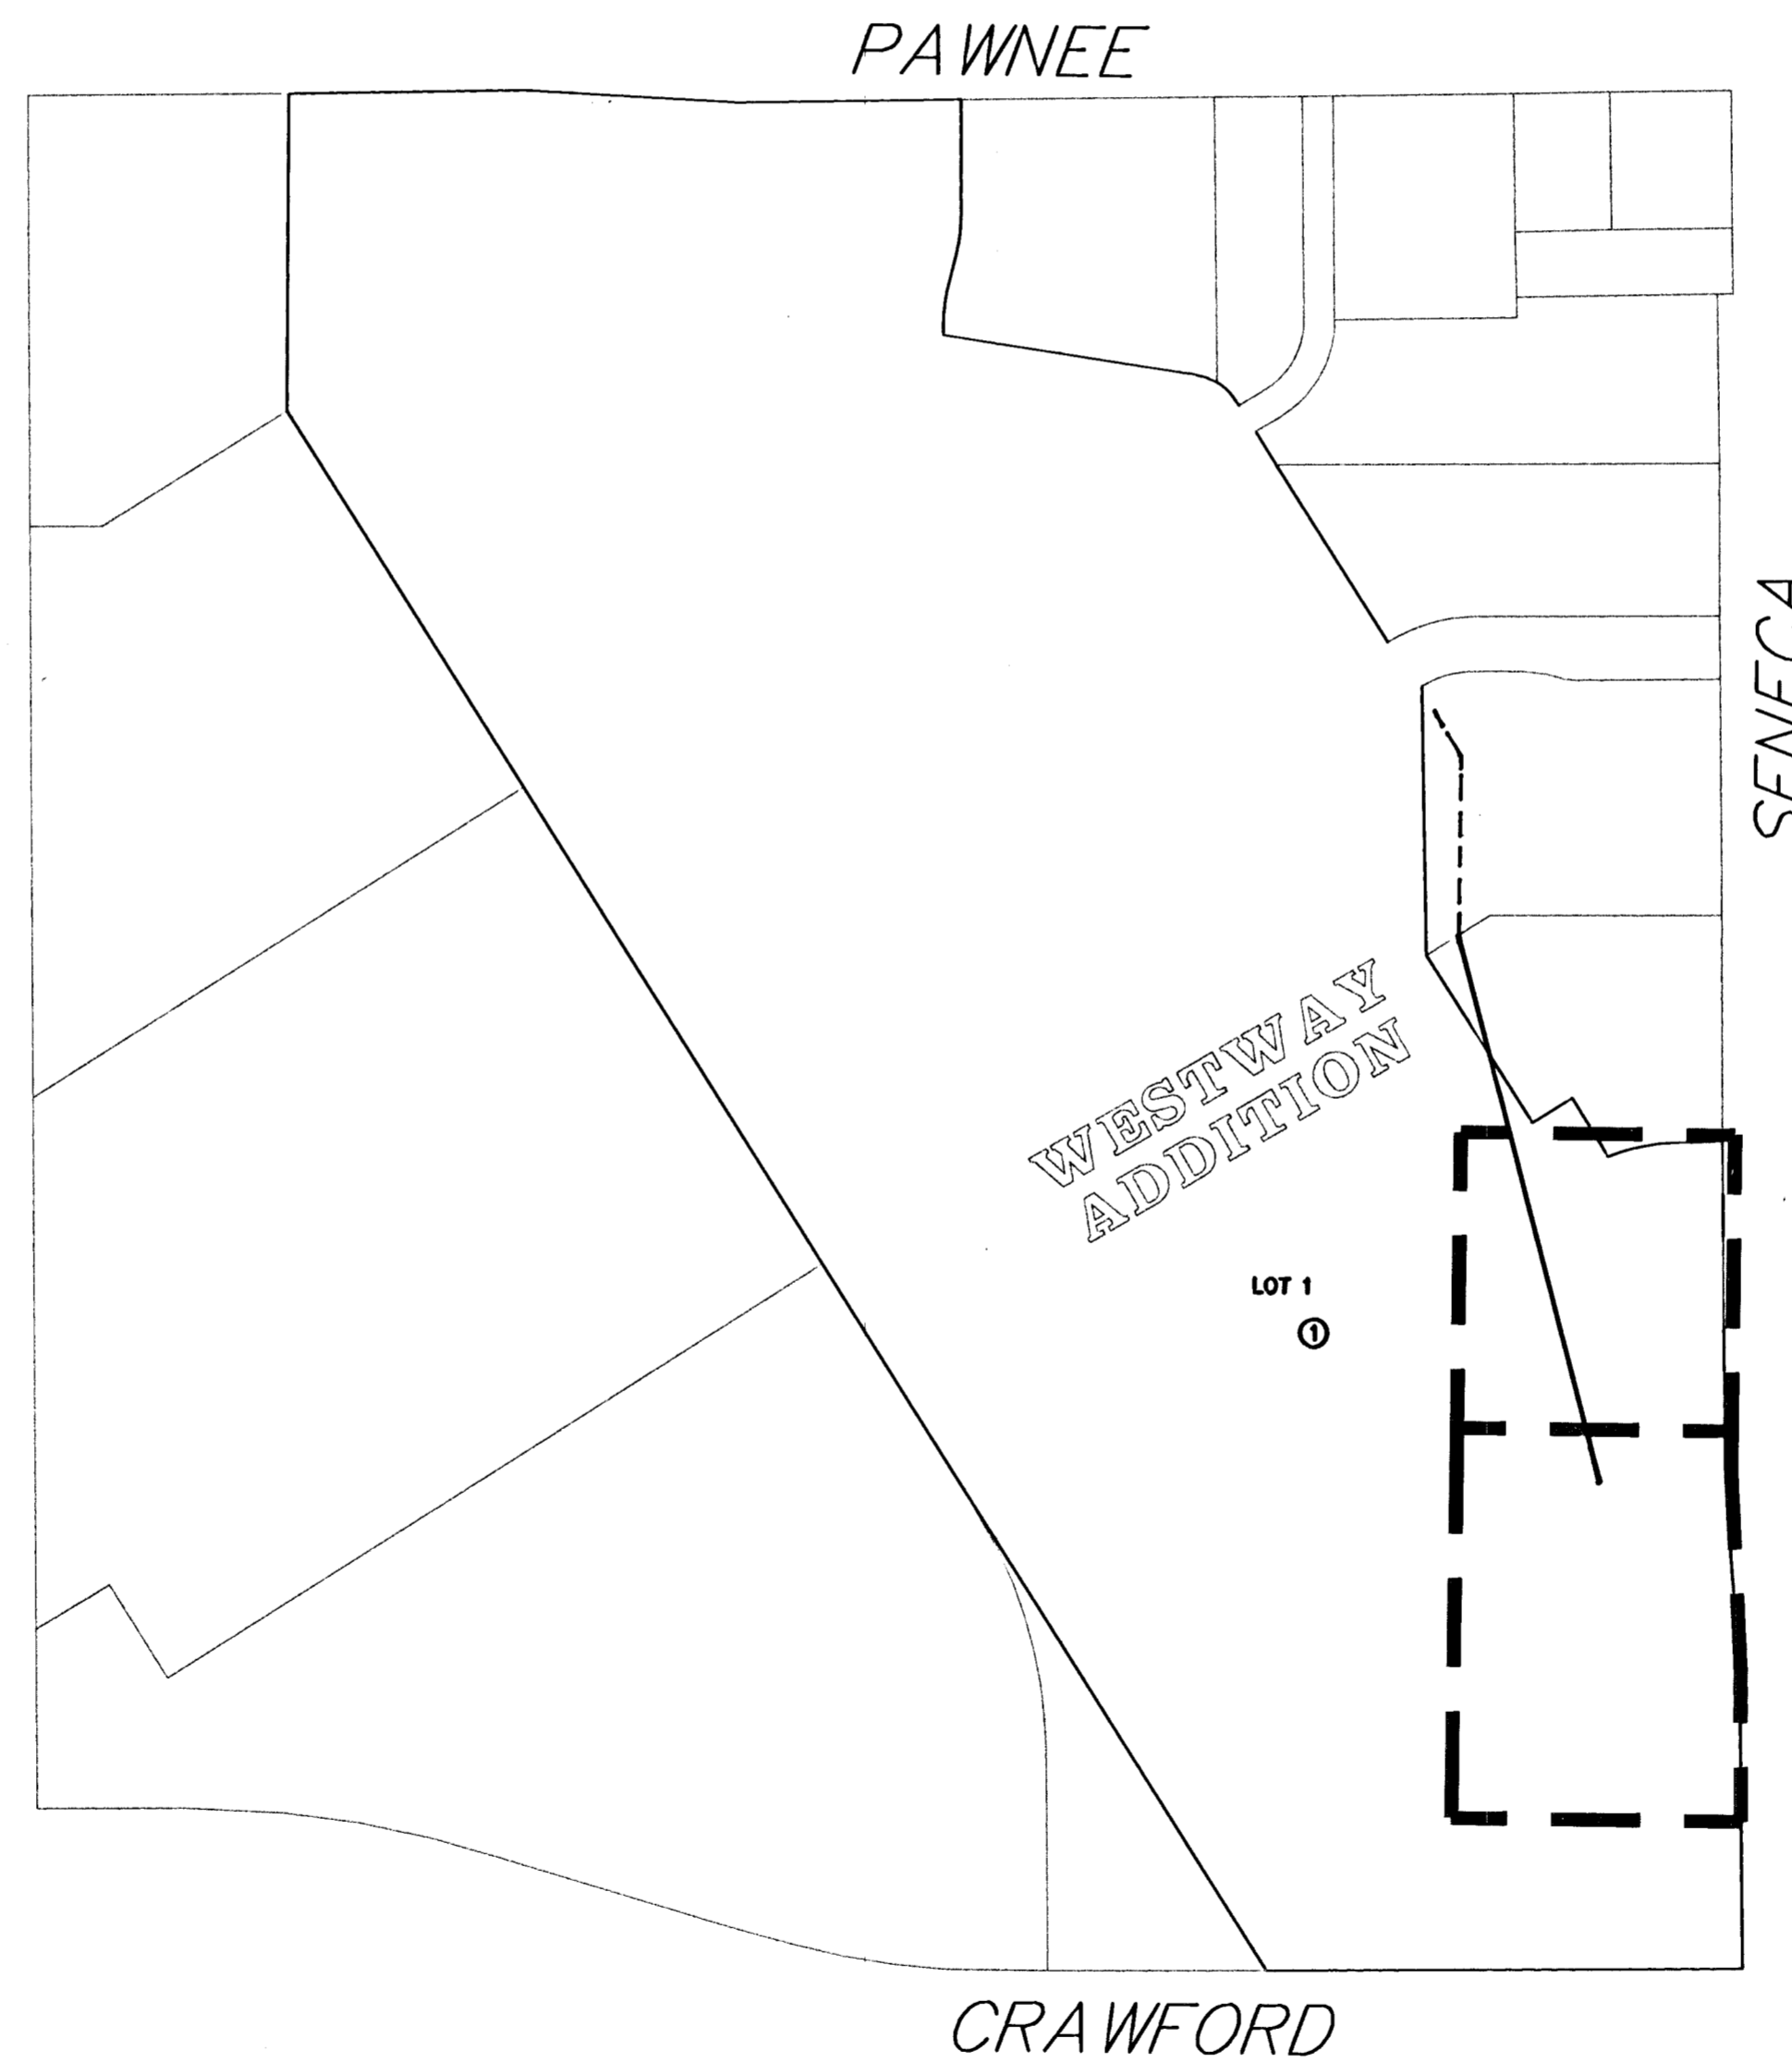 PAWNEE
SENECA
WESTWAY
ADDITION
LOT 1
1
CRAWFORD